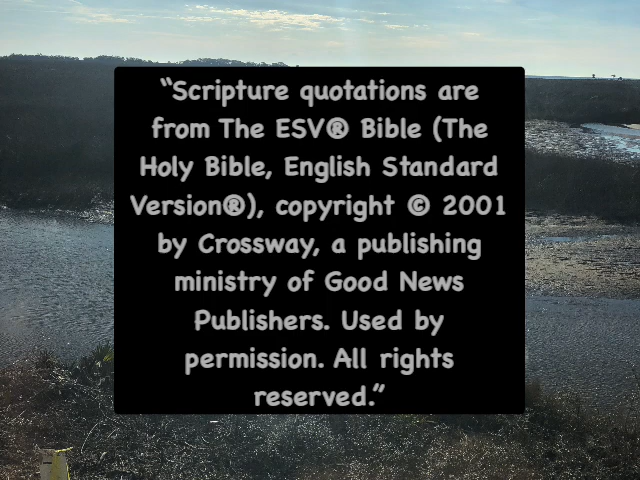 “Scripture quotations are
from The ESV® Bible (The
Holy Bible, English Standard
Version®), copyright © 2001
by Crossway, a publishing
ministry of Good News
Publishers. Used by
permission. All rights
reserved.”